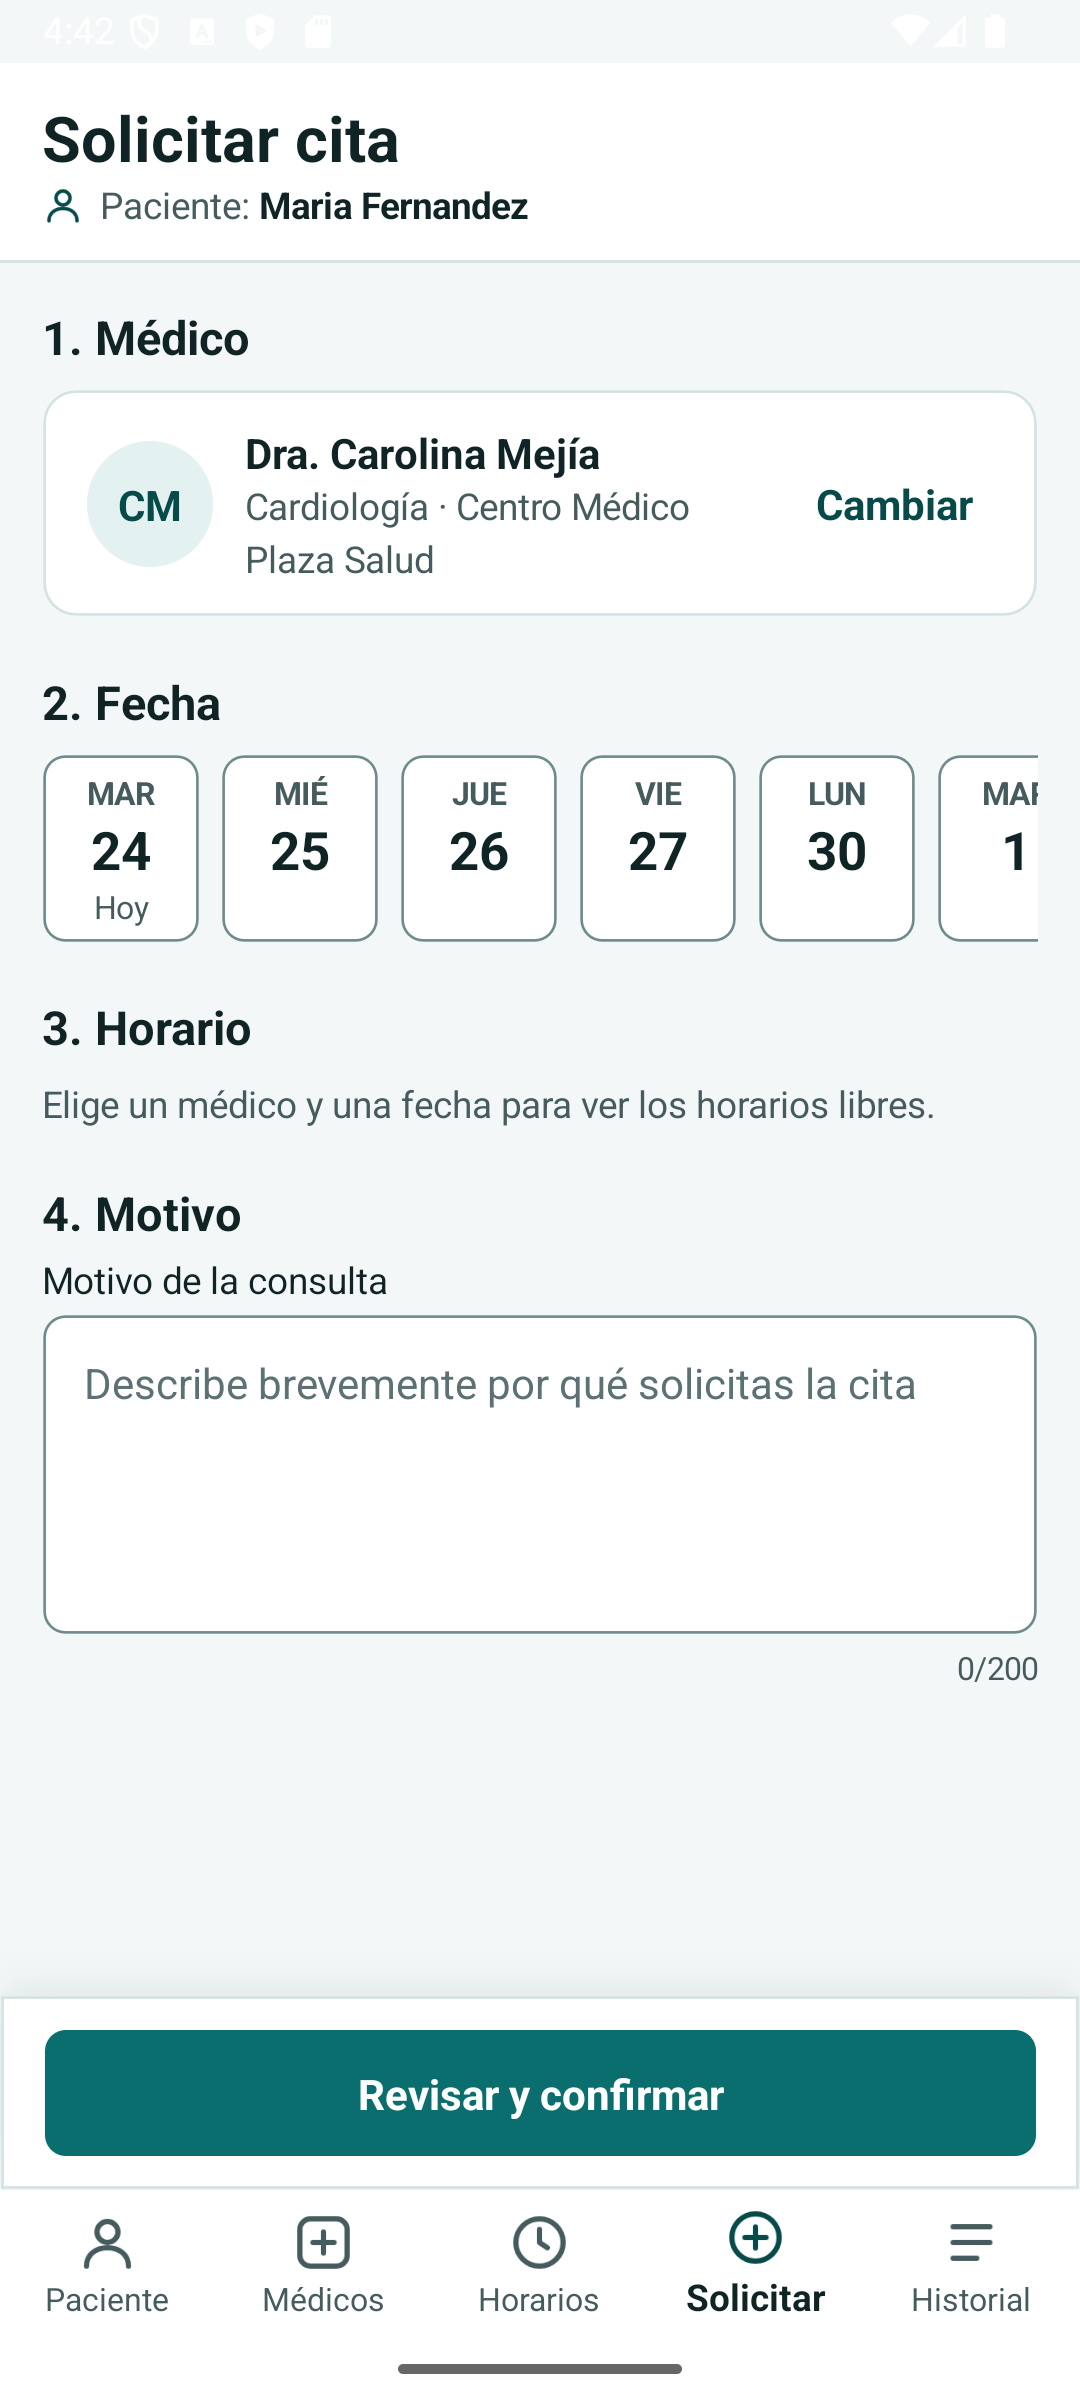 4:42
Solicitar cita
Paciente: Maria Fernandez
1. Médico
CM
Dra. Carolina Mejía
Cardiología · Centro Médico
Plaza Salud
Cambiar
2. Fecha
MAR MIÉ JUE VIE LUN
24 25 26 27 30 1
Hoy
3. Horario
Elige un médico y una fecha para ver los horarios libres.
4. Motivo
Motivo de la consulta
Describe brevemente por qué solicitas la cita
0/200
Revisar y confirmar
Paciente Médicos Horarios Solicitar Historial